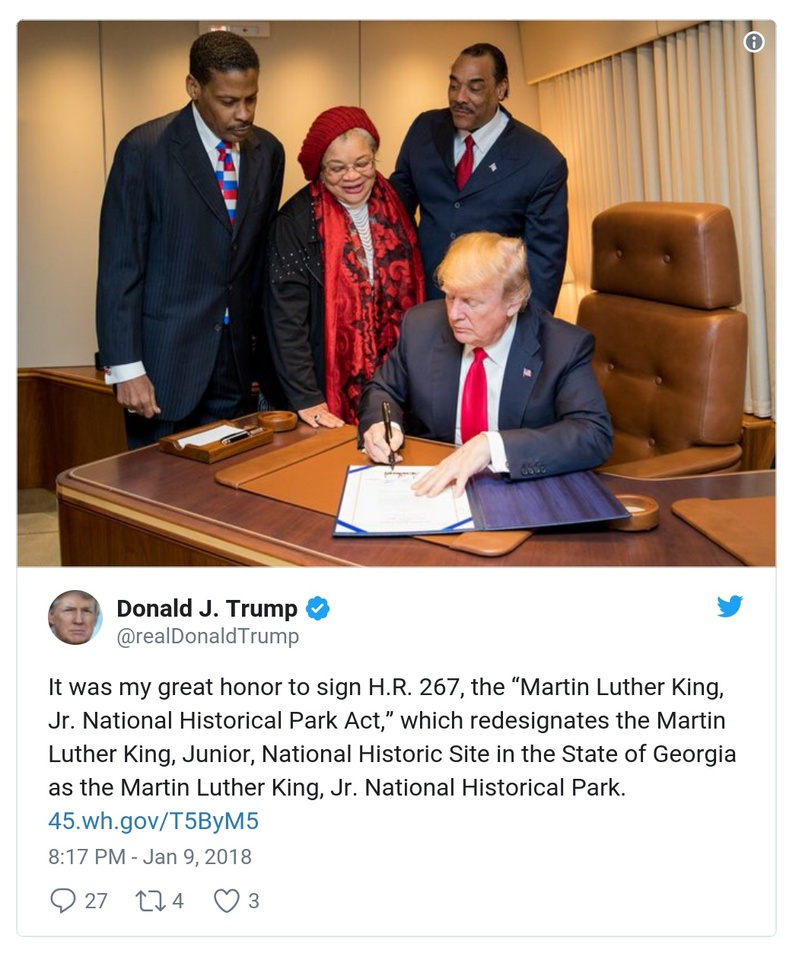 Donald J. Trump
@realDonaldTrump
It was my great honor to sign H.R. 267, the “Martin Luther King,
Jr. National Historical Park Act,” which redesignates the Martin
Luther King, Junior, National Historic Site in the State of Georgia
as the Martin Luther King, Jr. National Historical Park.
45.wh.gov/T5ByM5
8:17 PM - Jan 9, 2018
27 4 3